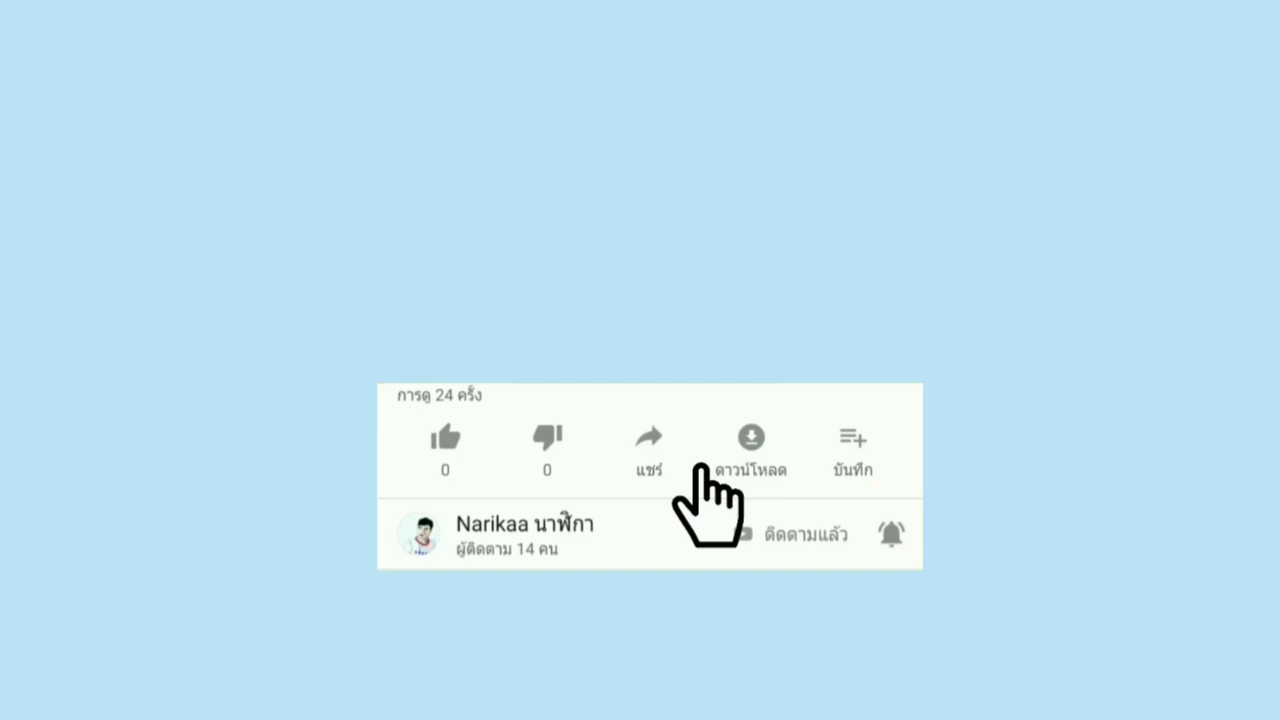 การดู 24 ครั้ง
0 0 แชร์ ดาวน์โหลด บันทึก
Narikaa นาฬิกา
ผู้ติดตาม 14 คน
ติดตามแล้ว